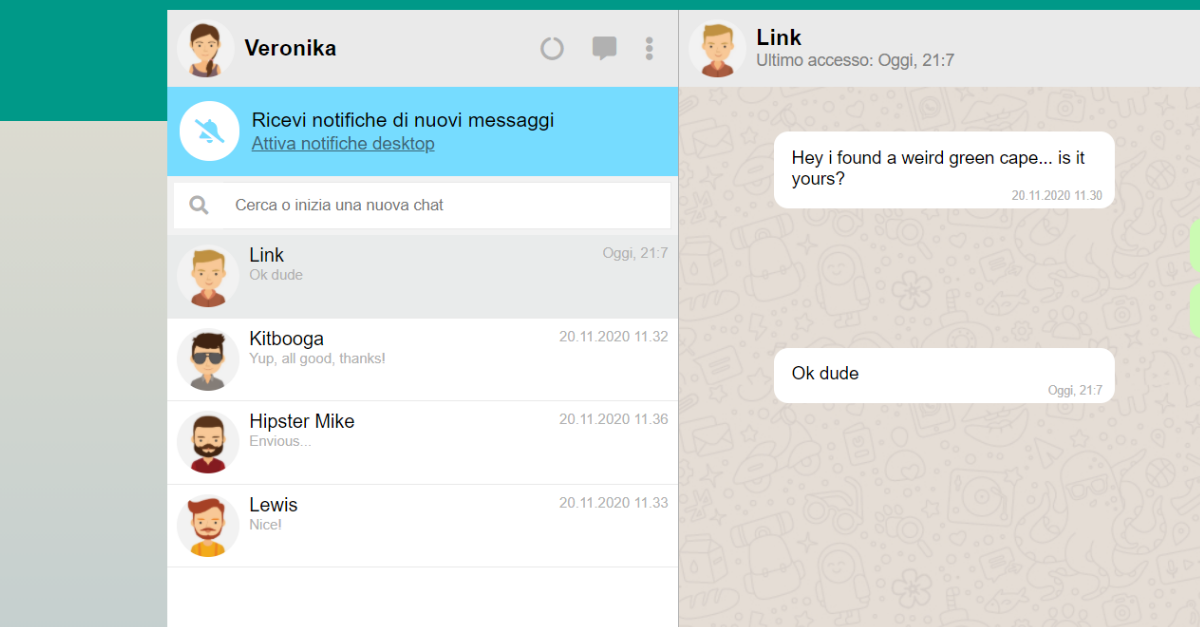 Veronika
Ricevi notifiche di nuovi messaggi
Attiva notifiche desktop
Cerca o inizia una nuova chat
Link
Oggi, 21:7
Ok dude
Kitbooga
20.11.2020 11.32
Yup, all good, thanks!
Hipster Mike
20.11.2020 11.36
Envious...
Lewis
20.11.2020 11.33
Nice!
Link
Ultimo accesso: Oggi, 21:7
Hey i found a weird green cape... is it
yours?
20.11.2020 11.30
Ok dude
Oggi, 21:7